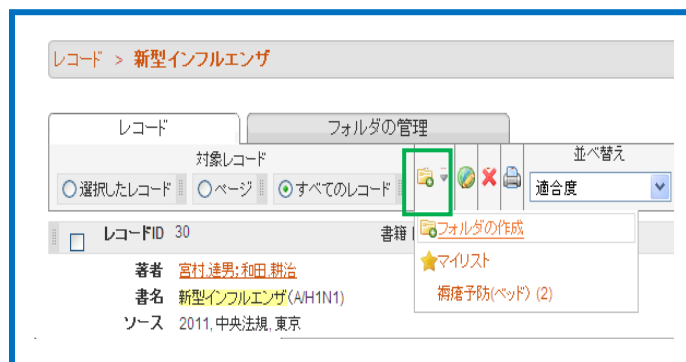 レコード > 新型インフルエンザ
レコード
フォルダの管理
対象レコード
並べ替え
選択したレコード
ページ
すべてのレコード
適合度
レコードID 30
書籍
フォルダの作成
マイリスト
褥瘡予防(ベッド) (2)
著者 宮村,達男;和田,耕治
書名 新型インフルエンザ(A/H1N1)
ソース 2011, 中央法規, 東京